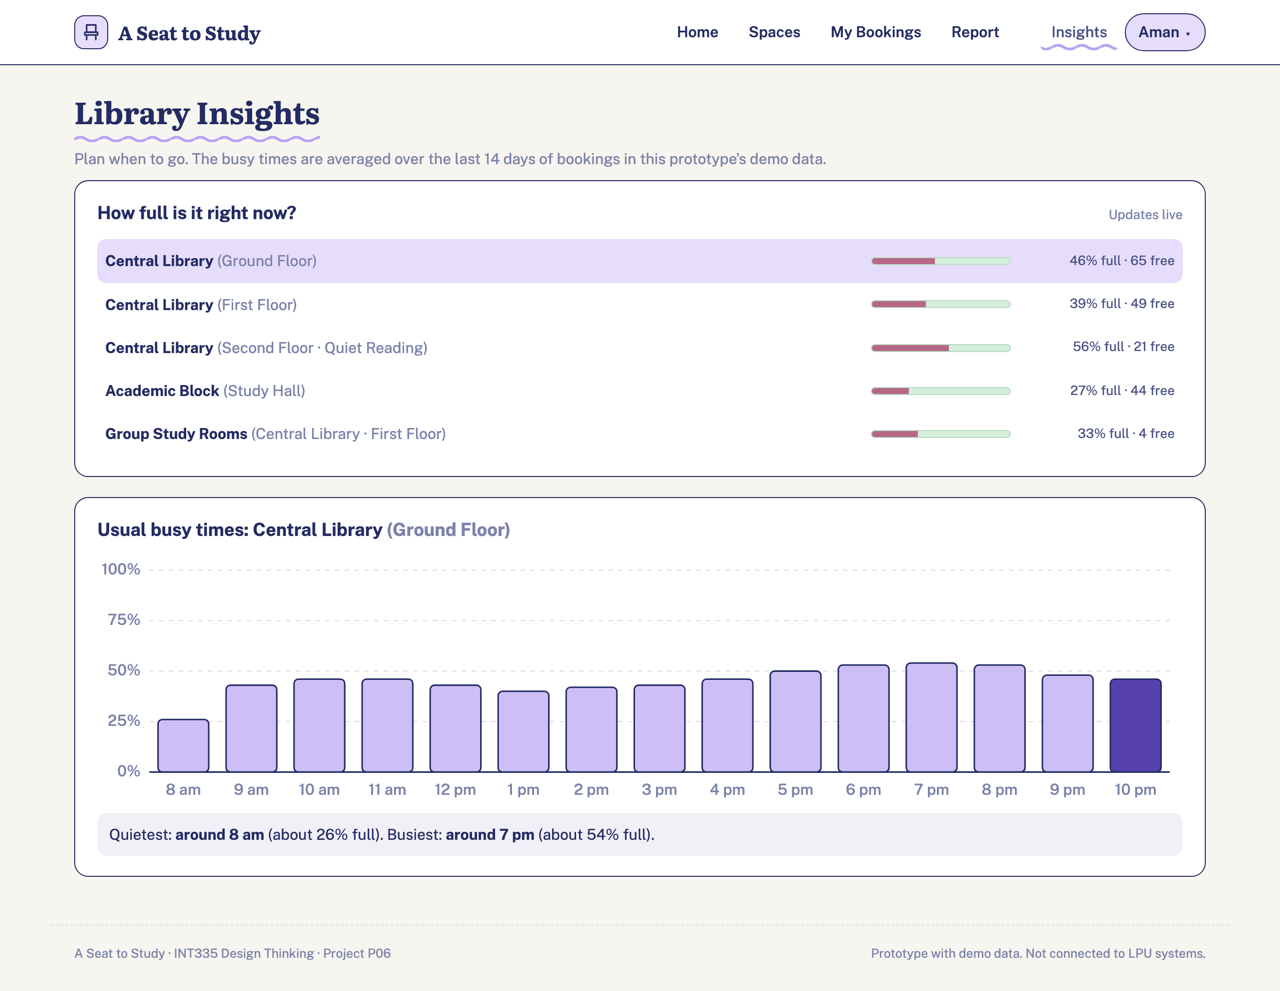 A Seat to Study
Home Spaces My Bookings Report Insights Aman ▾
Library Insights
Plan when to go. The busy times are averaged over the last 14 days of bookings in this prototype's demo data.
How full is it right now? Updates live
Central Library (Ground Floor) 46% full · 65 free
Central Library (First Floor) 39% full · 49 free
Central Library (Second Floor · Quiet Reading) 56% full · 21 free
Academic Block (Study Hall) 27% full · 44 free
Group Study Rooms (Central Library · First Floor) 33% full · 4 free
Usual busy times: Central Library (Ground Floor)
100%
75%
50%
25%
0%
8 am 9 am 10 am 11 am 12 pm 1 pm 2 pm 3 pm 4 pm 5 pm 6 pm 7 pm 8 pm 9 pm 10 pm
Quietest: around 8 am (about 26% full). Busiest: around 7 pm (about 54% full).
A Seat to Study · INT335 Design Thinking · Project P06 Prototype with demo data. Not connected to LPU systems.